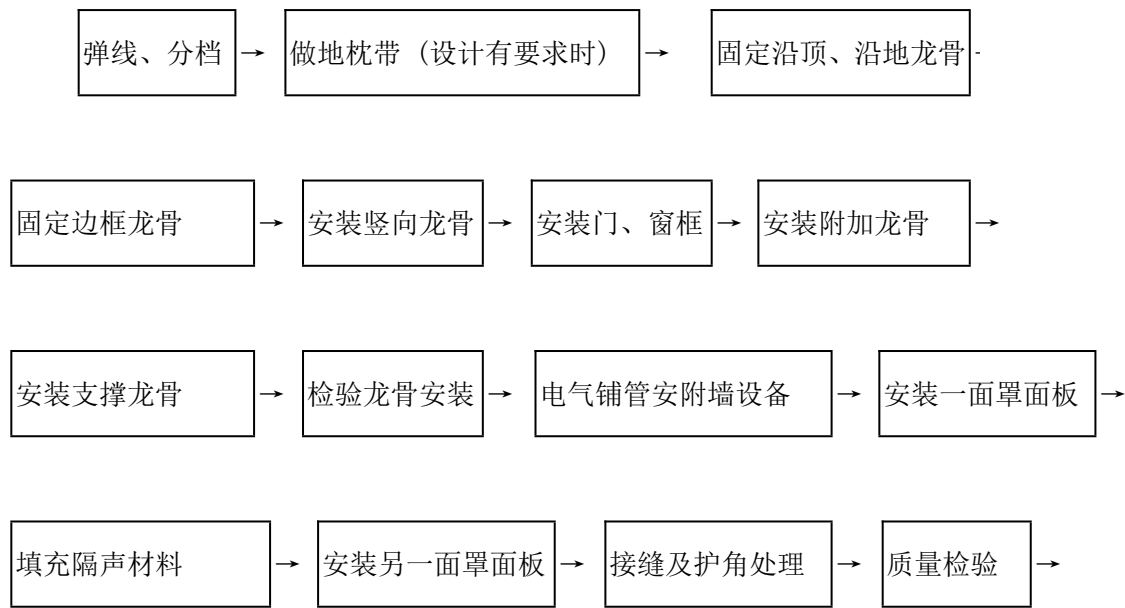 弹线、分档 → 做地枕带（设计有要求时） → 固定沿顶、沿地龙骨
固定边框龙骨 → 安装竖向龙骨 → 安装门、窗框 → 安装附加龙骨 →
安装支撑龙骨 → 检验龙骨安装 → 电气铺管安附墙设备 → 安装一面罩面板 →
填充隔声材料 → 安装另一面罩面板 → 接缝及护角处理 → 质量检验 →